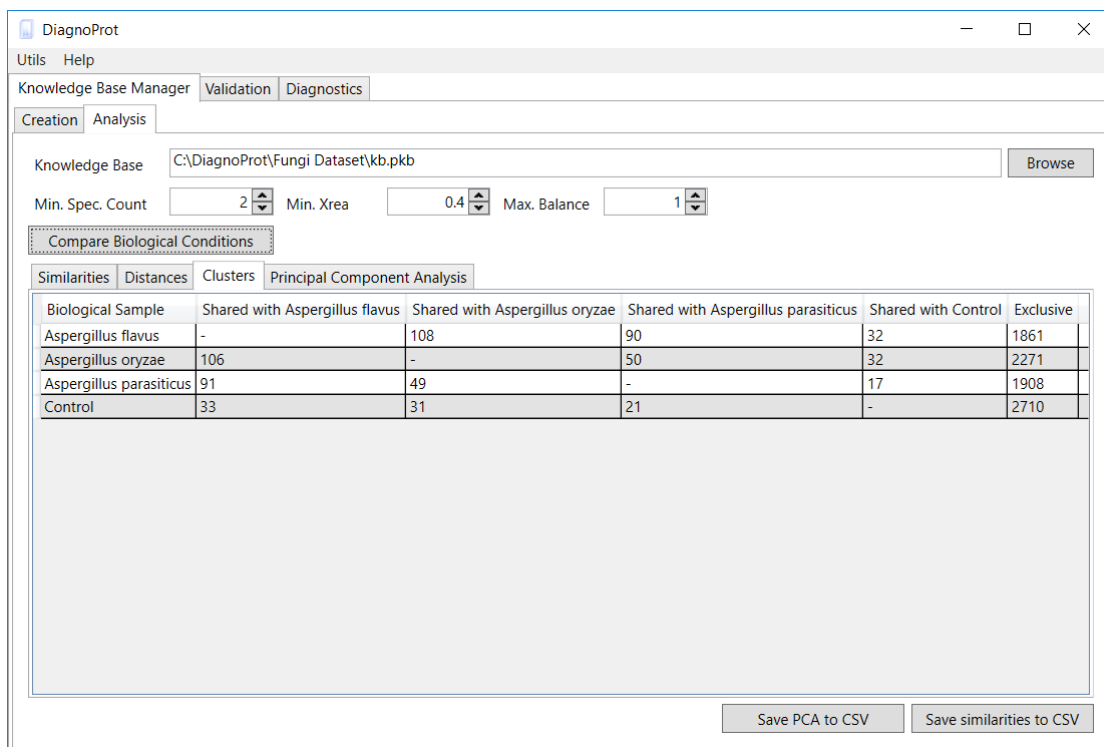 DiagnoProt
Utils Help
Knowledge Base Manager Validation Diagnostics
Creation Analysis
Knowledge Base C:\DiagnoProt\Fungi Dataset\kb.pkb Browse
Min. Spec. Count 2 Min. Xrea 0.4 Max. Balance 1
Compare Biological Conditions
Similarities Distances Clusters Principal Component Analysis
Biological Sample Shared with Aspergillus flavus Shared with Aspergillus oryzae Shared with Aspergillus parasiticus Shared with Control Exclusive
Aspergillus flavus - 108 90 32 1861
Aspergillus oryzae 106 - 50 32 2271
Aspergillus parasiticus 91 49 - 17 1908
Control 33 31 21 - 2710
Save PCA to CSV Save similarities to CSV